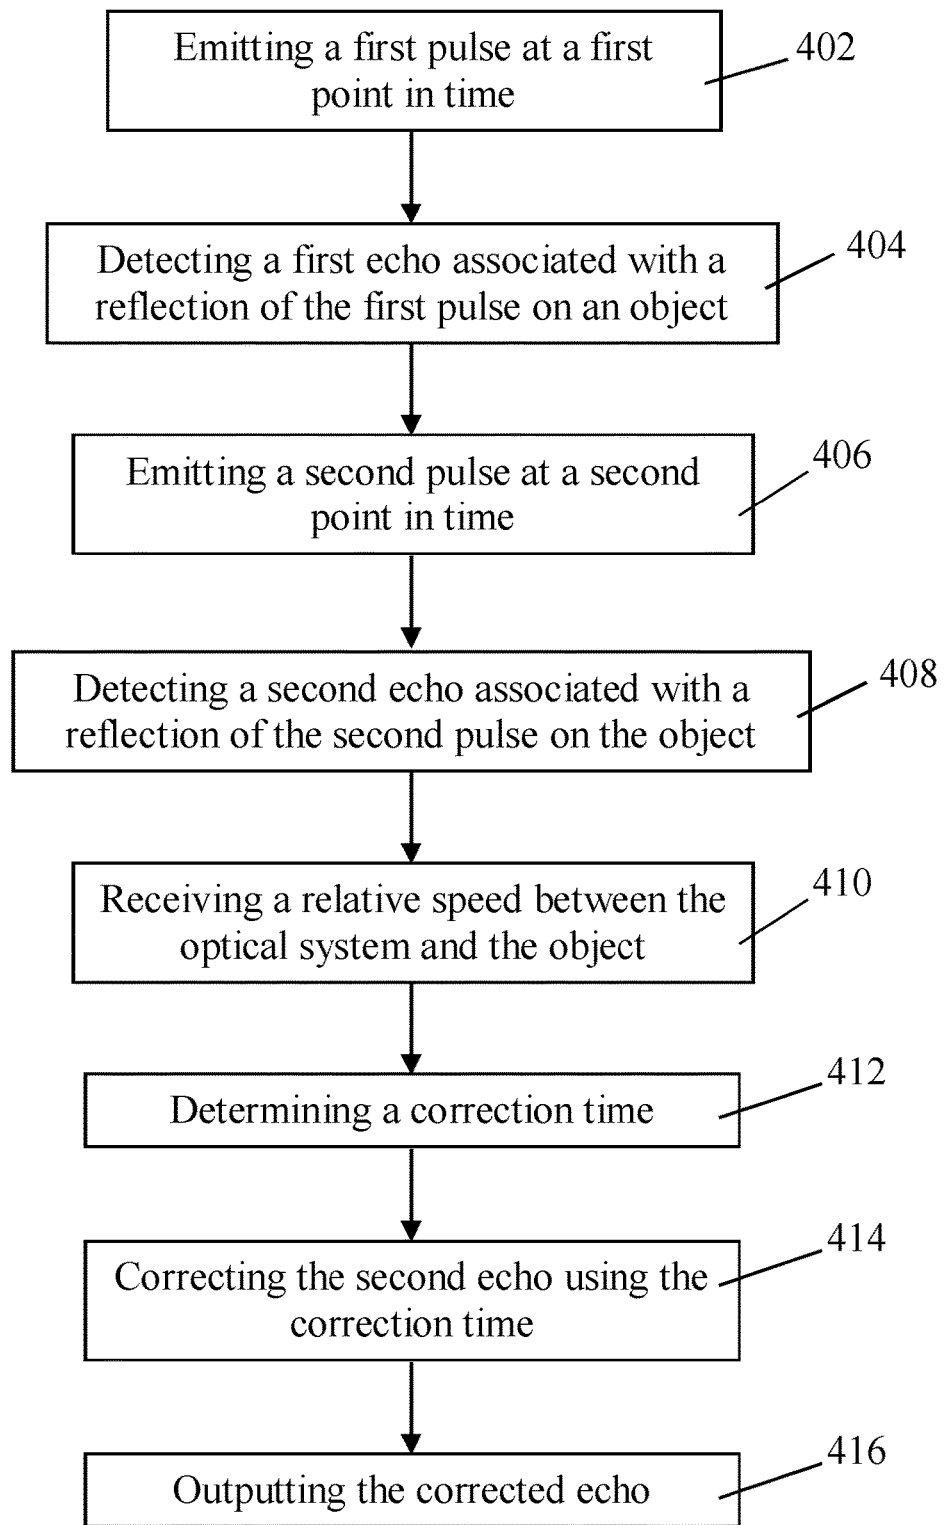 Emitting a first pulse at a first
point in time
402
Detecting a first echo associated with a
reflection of the first pulse on an object
404
Emitting a second pulse at a second
point in time
406
Detecting a second echo associated with a
reflection of the second pulse on the object
408
Receiving a relative speed between the
optical system and the object
410
Determining a correction time
412
Correcting the second echo using the
correction time
414
Outputting the corrected echo
416